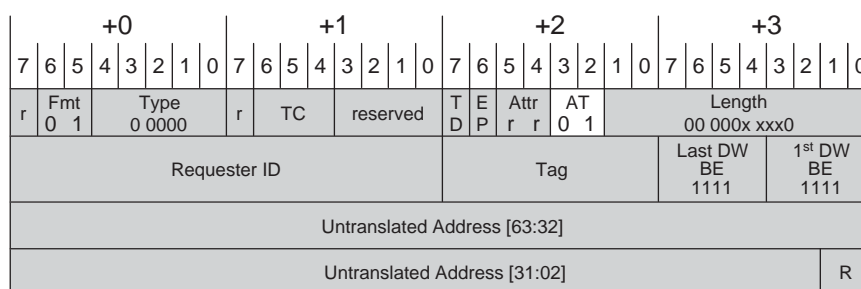 +0 +1 +2 +3
7 6 5 4 3 2 1 0 7 6 5 4 3 2 1 0 7 6 5 4 3 2 1 0 7 6 5 4 3 2 1 0
r Fmt Type r TC reserved T E Attr AT Length
0 1 0 0000 D P r r 0 1 00 000x xxx0
Requester ID Tag Last DW 1st DW
BE BE
1111 1111
Untranslated Address [63:32]
Untranslated Address [31:02] R